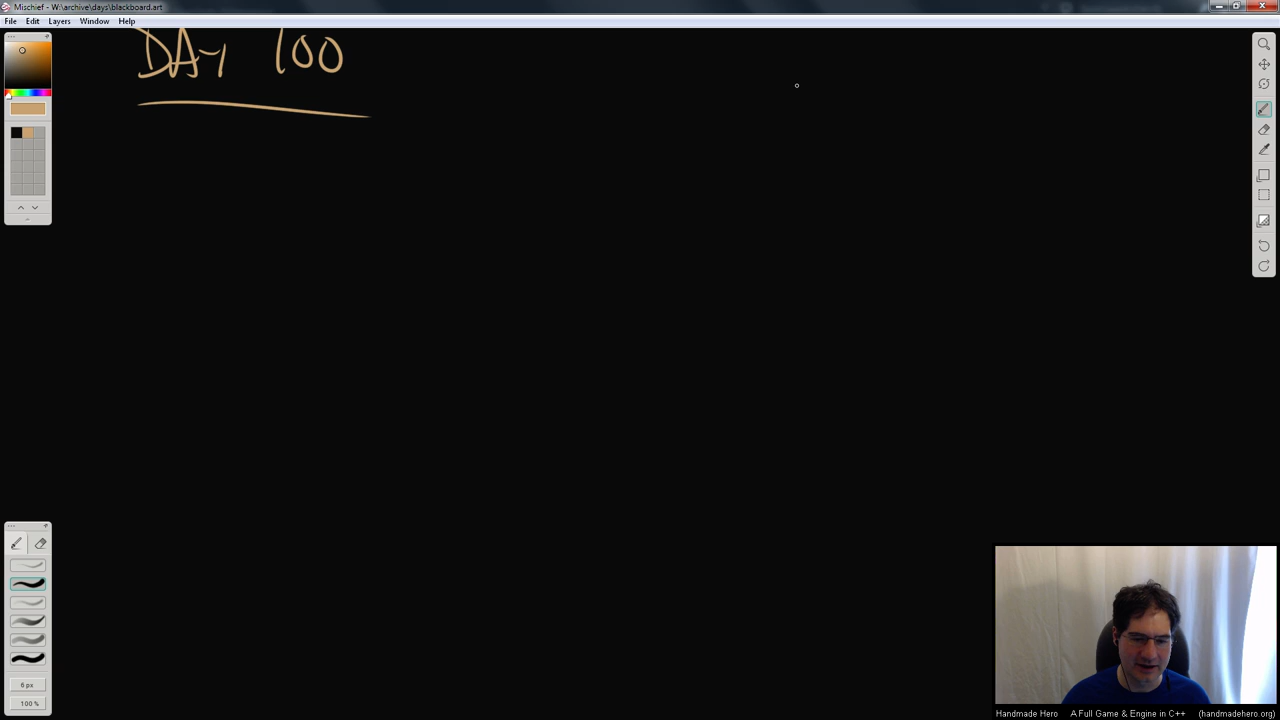 Mischief - W:\archive\days\blackboard.art
File Edit Layers Window Help
DAY 100
6 px
100 %
Handmade Hero A Full Game & Engine in C++ (handmadehero.org)